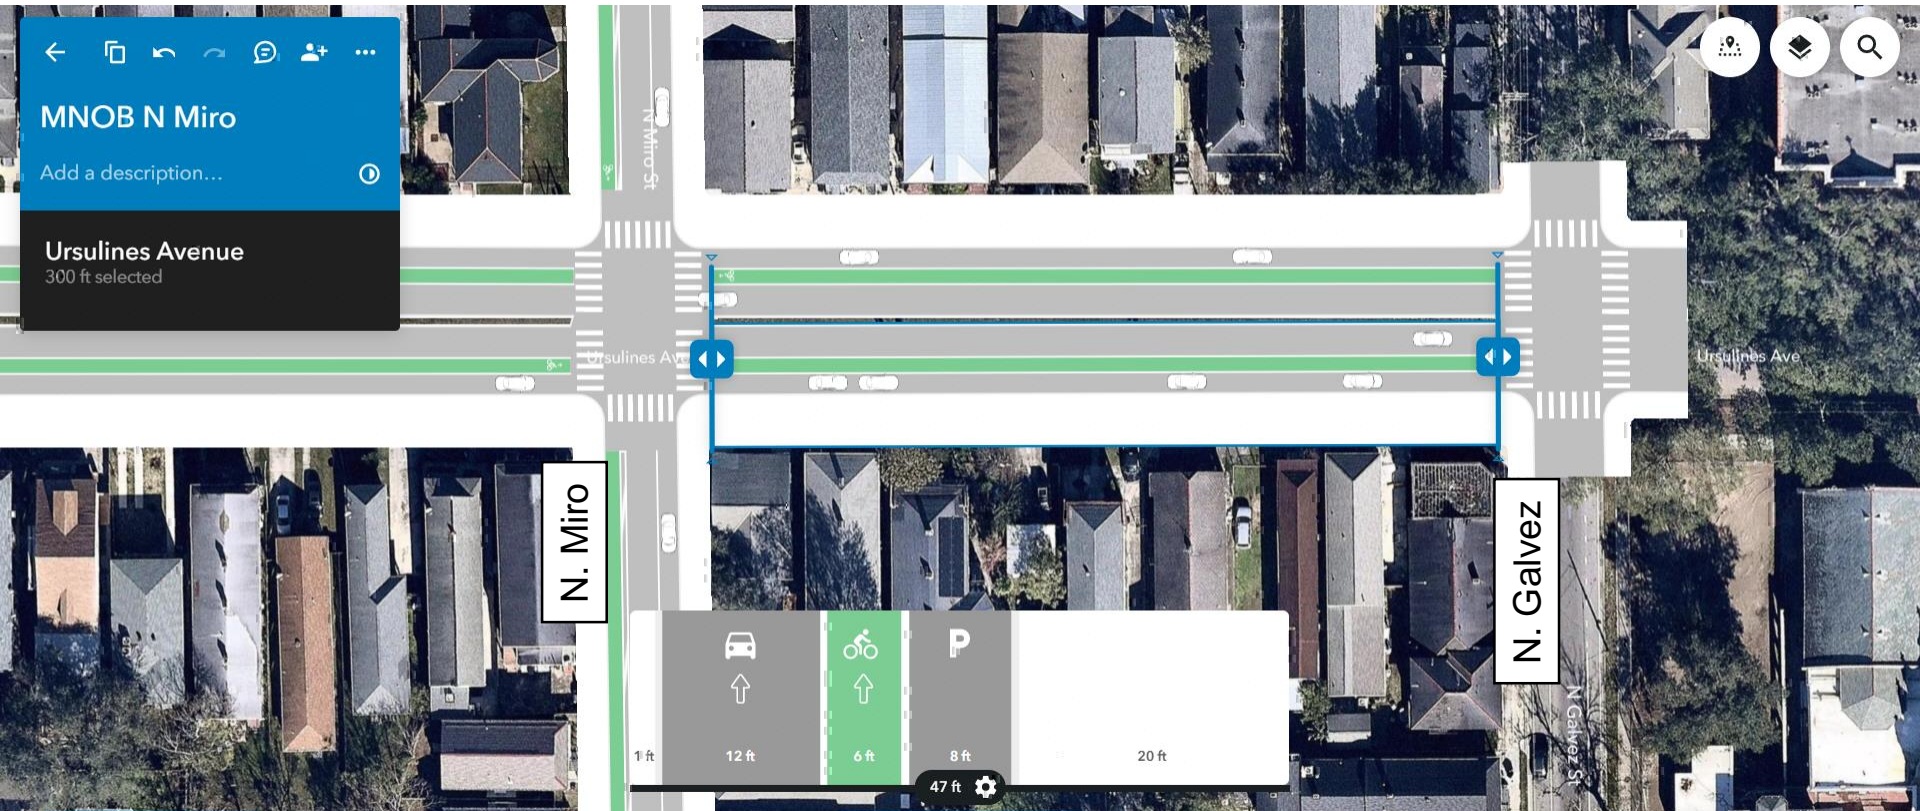 MNOB N Miro
Add a description…
Ursulines Avenue
300 ft selected
N Miro St
Ursulines Ave
Ursulines Ave
N. Miro
N. Galvez
N Galvez St
P
1 ft
12 ft
6 ft
8 ft
20 ft
47 ft